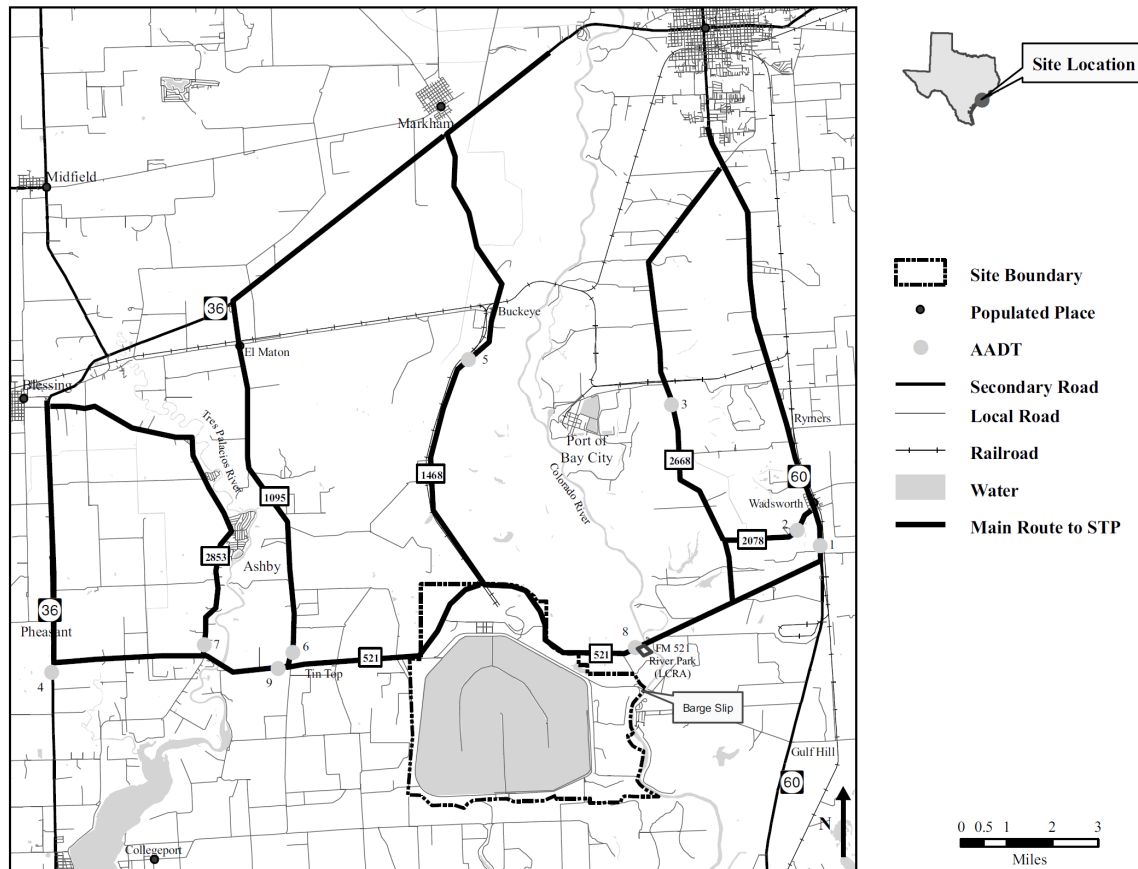 Markham
Midfield
36
Buckeye
El Maton
5
Blessing
3
Tres Palacios River
Port of
Bay City
Rymers
2668
1468
60
1095
Colorado River
Wadsworth
2
2078
1
2853
Ashby
36
Pheasant
7
6
8
521
521
FM 521
River Park
(LCRA)
4
9
Tin Top
Barge Slip
Gulf Hill
60
N
Collegeport
Site Location
Site Boundary
Populated Place
AADT
Secondary Road
Local Road
Railroad
Water
Main Route to STP
0 0.5 1 2 3
Miles